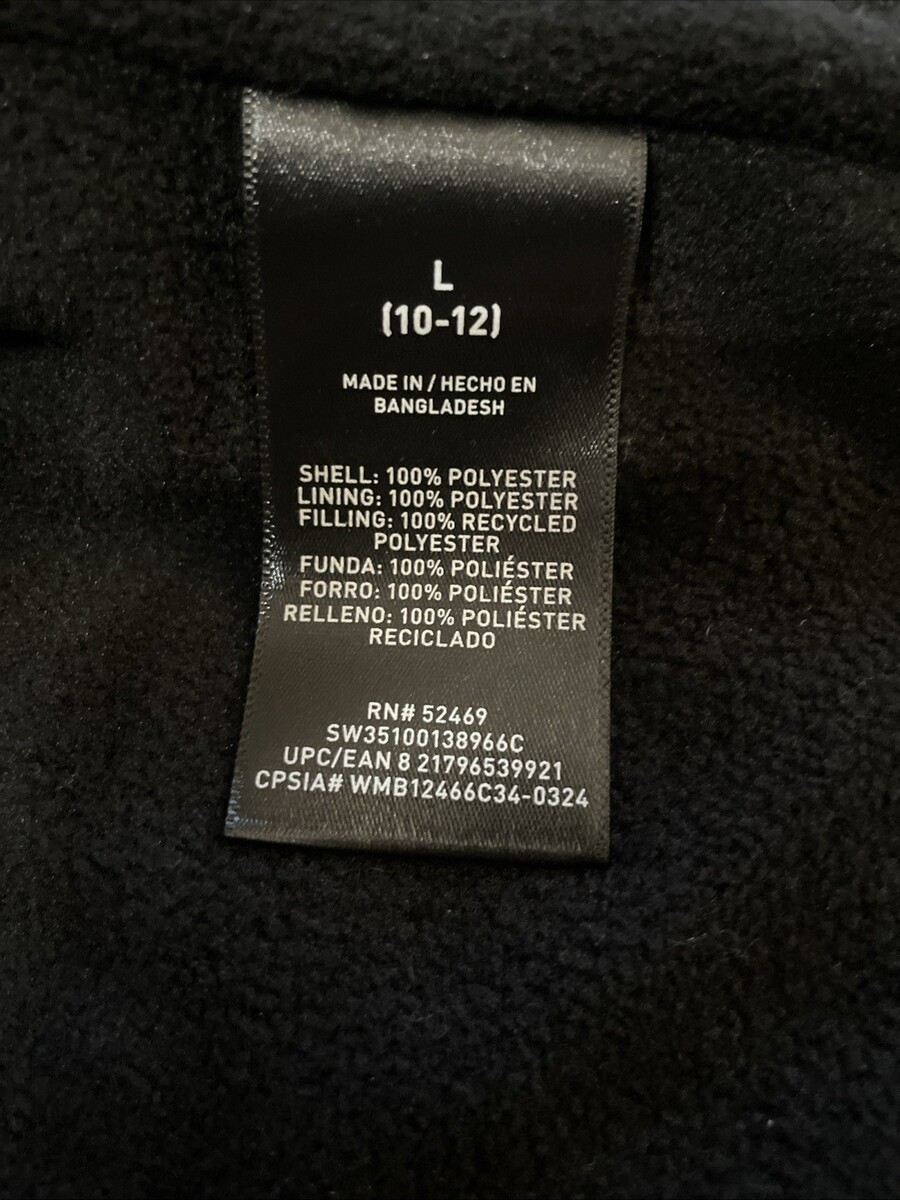 L
(10-12)
MADE IN / HECHO EN
BANGLADESH
SHELL: 100% POLYESTER
LINING: 100% POLYESTER
FILLING: 100% RECYCLED
POLYESTER
FUNDA: 100% POLIÉSTER
FORRO: 100% POLIÉSTER
RELLENO: 100% POLIÉSTER
RECICLADO
RN# 52469
SW35100138966C
UPC/EAN 8 21796539921
CPSIA# WMB12466C34-0324